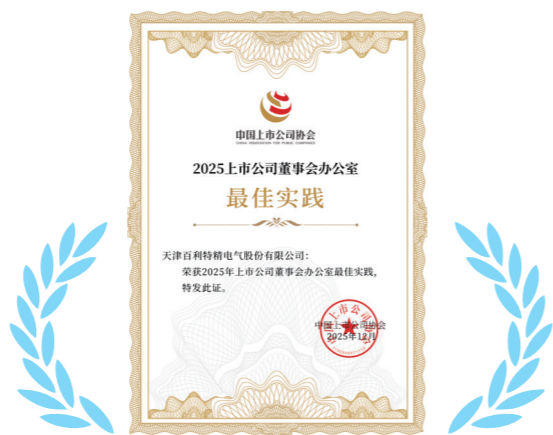 中国上市公司协会
CHINA ASSOCIATION FOR PUBLIC COMPANIES
2025上市公司董事会办公室
最佳实践
天津百利特精电气股份有限公司：
荣获2025年上市公司董事会办公室最佳实践，
特发此证。
中国上市公司协会
2025年12月